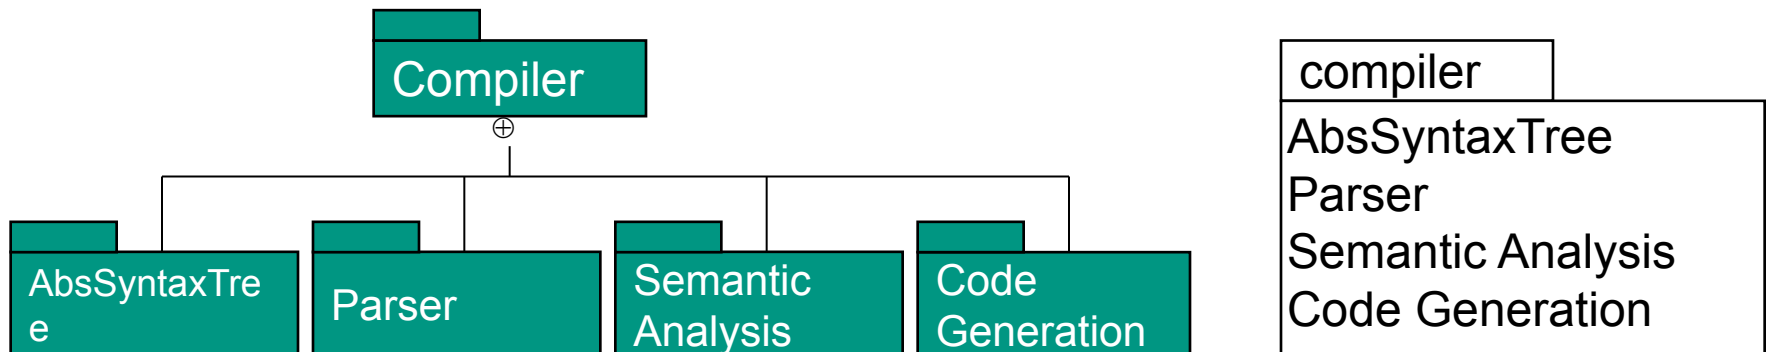 Compiler
AbsSyntaxTre
e
Parser
Semantic
Analysis
Code
Generation
compiler
AbsSyntaxTree
Parser
Semantic Analysis
Code Generation